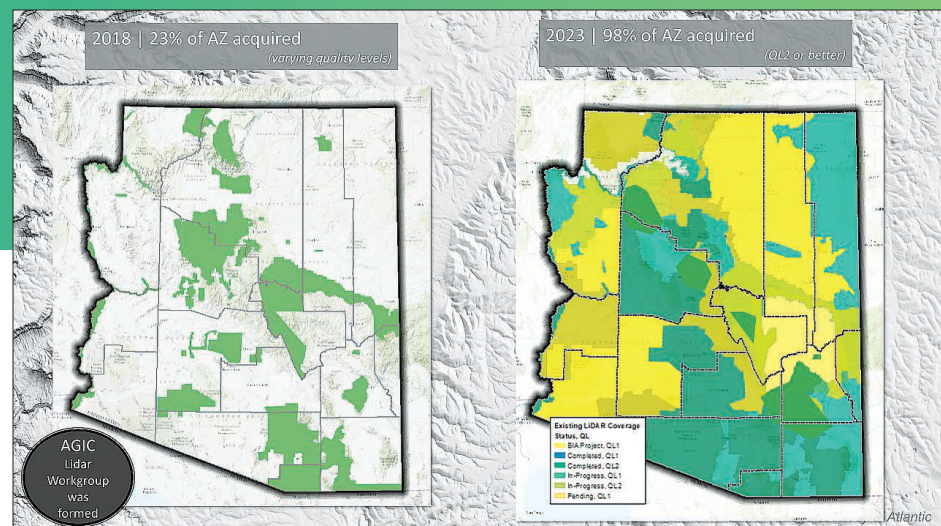 2018 | 23% of AZ acquired
(varying quality levels)
2023 | 98% of AZ acquired
(QL2 or better)
AGIC
Lidar
Workgroup
was
formed
Existing LiDAR Coverage
Status, QL
BIA Project, QL1
Completed, QL1
Completed, QL2
In-Progress, QL1
In-Progress, QL2
Pending, QL1
Atlantic